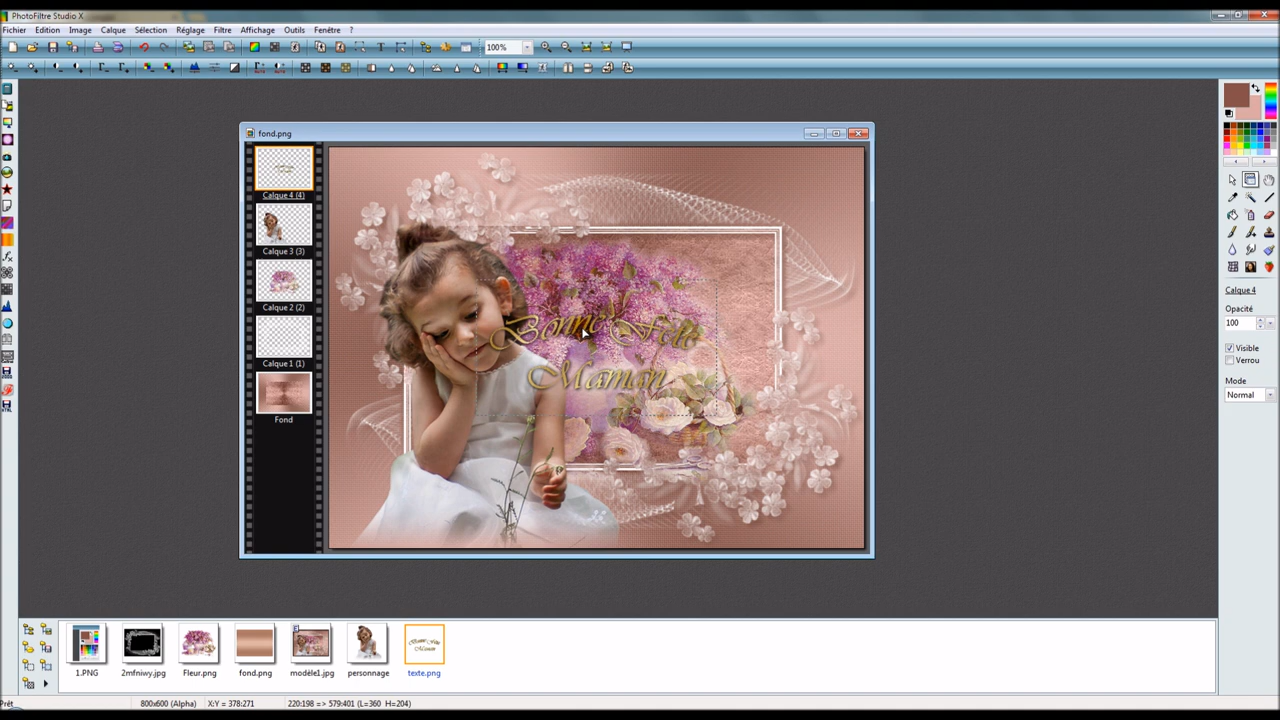 PhotoFiltre Studio X
Fichier Edition Image Calque Sélection Réglage Filtre Affichage Outils Fenêtre ?
100%
fond.png
Calque 4 (4)
Calque 3 (3)
Calque 2 (2)
Calque 1 (1)
Fond
Bonne Fête
Maman
Calque 4
Opacité
100
Visible
Verrou
Mode
Normal
1.PNG 2mfniwy.jpg Fleur.png fond.png modèle1.jpg personnage texte.png
Prêt 800x600 (Alpha) X:Y = 378:271 220:198 => 579:401 (L=360 H=204)